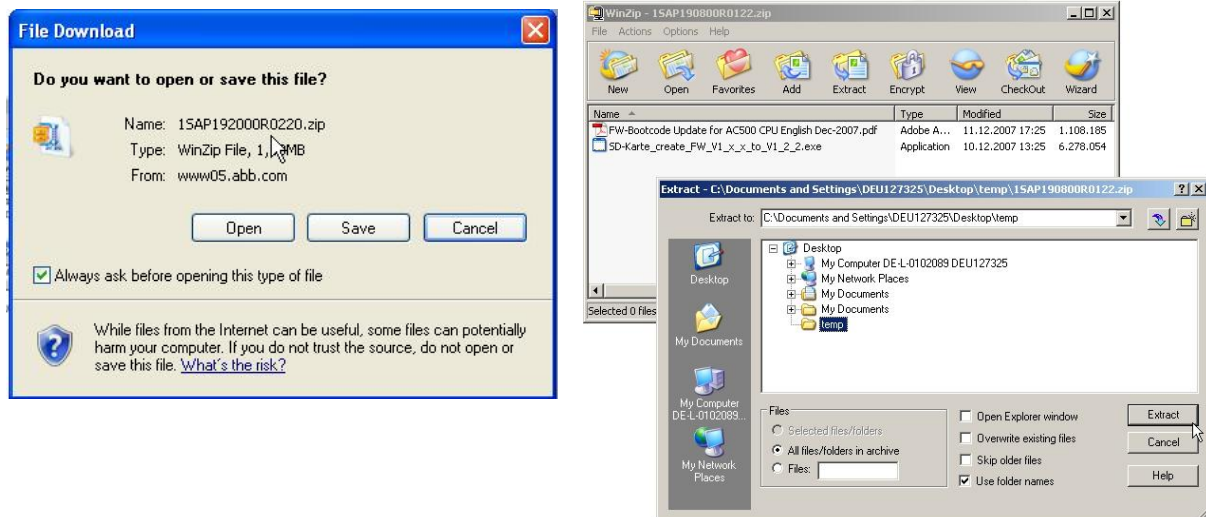 File Download
Do you want to open or save this file?
Name: 1SAP192000R0220.zip
Type: WinZip File, 1, MB
From: www05.abb.com
Open Save Cancel
Always ask before opening this type of file
While files from the Internet can be useful, some files can potentially
harm your computer. If you do not trust the source, do not open or
save this file. What's the risk?
WinZip - 1SAP190800R0122.zip
File Actions Options Help
New Open Favorites Add Extract Encrypt View CheckOut Wizard
Name Type Modified Size
FW-Bootcode Update for AC500 CPU English Dec-2007.pdf Adobe A... 11.12.2007 17:25 1.108.185
SD-Karte_create_FW_V1_x_x_to_V1_2_2.exe Application 10.12.2007 13:25 6.278.054
Selected 0 files
Extract - C:\Documents and Settings\DEU127325\Desktop\temp\1SAP190800R0122.zip
Extract to: C:\Documents and Settings\DEU127325\Desktop\temp
Desktop
My Documents
My Computer
DE-L-0102089...
My Network
Places
Desktop
My Computer DE-L-0102089 DEU127325
My Network Places
My Documents
My Documents
temp
Files
Selected files/folders
All files/folders in archive
Files:
Open Explorer window
Overwrite existing files
Skip older files
Use folder names
Extract
Cancel
Help